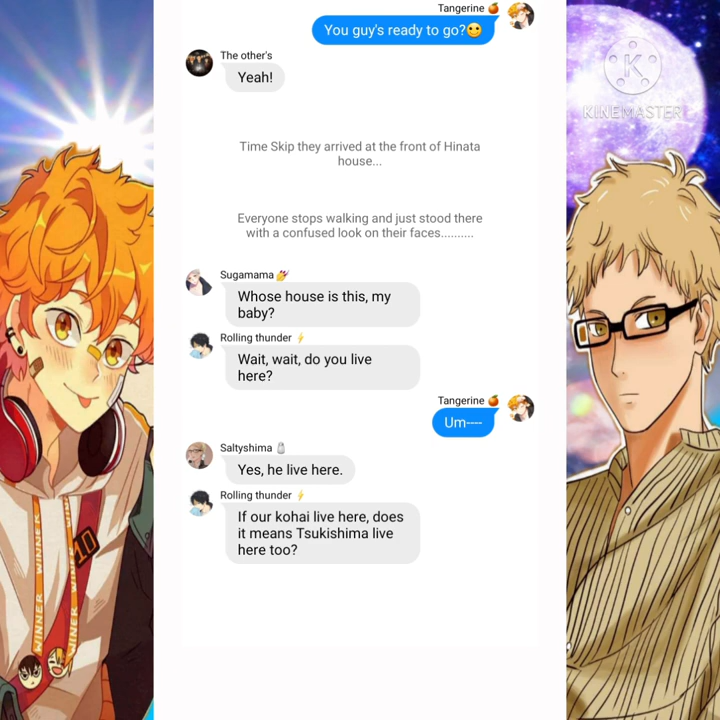 Tangerine 🍊
You guy's ready to go?🙂
The other's
Yeah!
KINEMASTER
Time Skip they arrived at the front of Hinata
house...
Everyone stops walking and just stood there
with a confused look on their faces..........
Sugamama 💅
Whose house is this, my
baby?
Rolling thunder ⚡
Wait, wait, do you live
here?
Tangerine 🍊
Um----
Saltyshima 🧂
Yes, he live here.
Rolling thunder ⚡
If our kohai live here, does
it means Tsukishima live
here too?
10
WINNER WINNER
WINNER WINNER